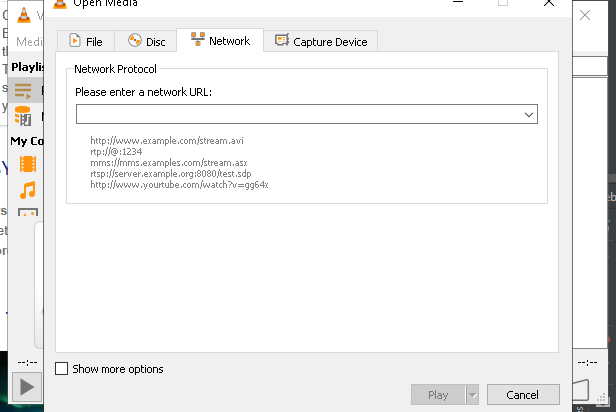 Open Media
Medi
File
Disc
Network
Capture Device
Playlis
Network Protocol
Please enter a network URL:
http://www.example.com/stream.avi
rtp://@:1234
mms://mms.examples.com/stream.asx
rtsp://server.example.org:8080/test.sdp
http://www.yourtube.com/watch?v=gg64x
My Co
--:--
Show more options
--:--
Play
Cancel